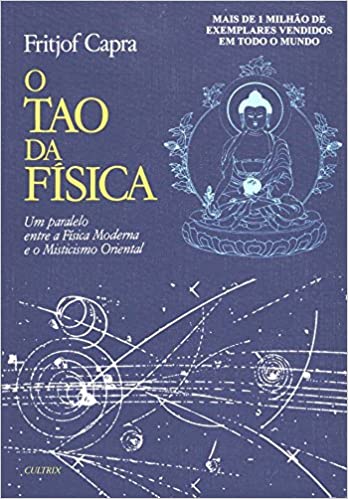 Fritjof Capra
MAIS DE 1 MILHÃO DE
EXEMPLARES VENDIDOS
EM TODO O MUNDO
O
TAO
DA
FÍSICA
Um paralelo
entre a Física Moderna
e o Misticismo Oriental
CULTRIX